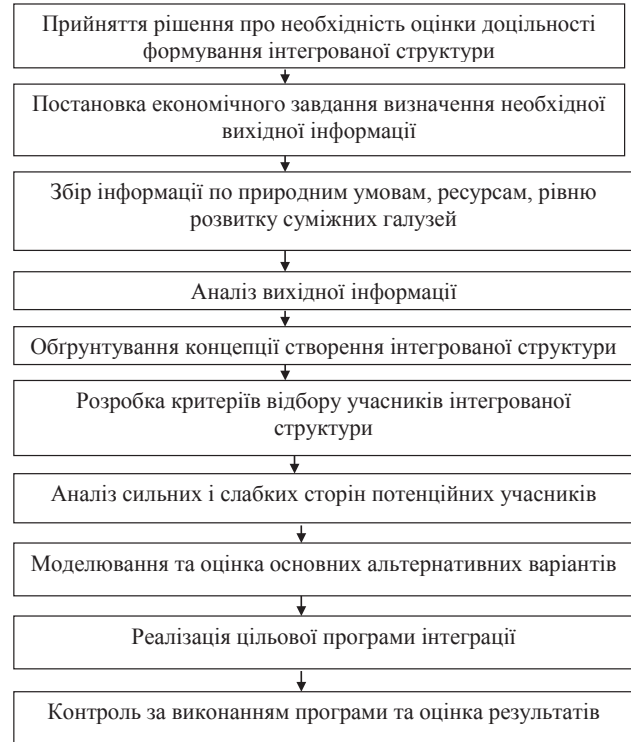 Прийняття рішення про необхідність оцінки доцільності
формування інтегрованої структури
Постановка економічного завдання визначення необхідної
вихідної інформації
Збір інформації по природним умовам, ресурсам, рівню
розвитку суміжних галузей
Аналіз вихідної інформації
Обґрунтування концепції створення інтегрованої структури
Розробка критеріїв відбору учасників інтегрованої
структури
Аналіз сильних і слабких сторін потенційних учасників
Моделювання та оцінка основних альтернативних варіантів
Реалізація цільової програми інтеграції
Контроль за виконанням програми та оцінка результатів